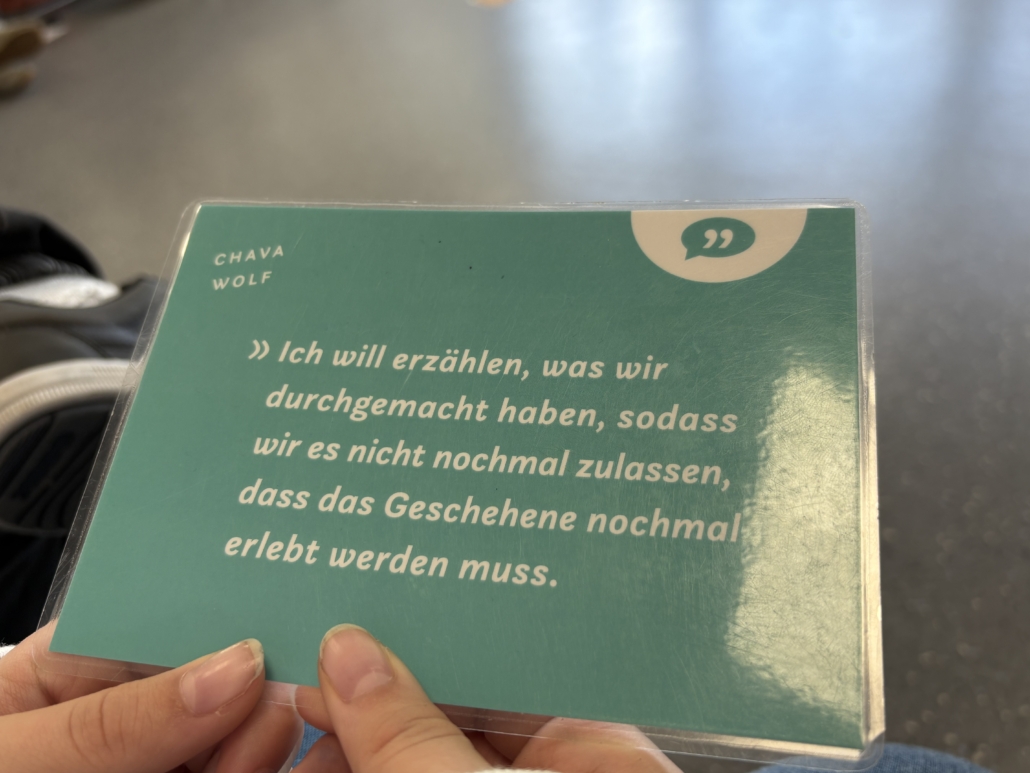 CHAVA
WOLF
» Ich will erzählen, was wir
durchgemacht haben, sodass
wir es nicht nochmal zulassen,
dass das Geschehene nochmal
erlebt werden muss.